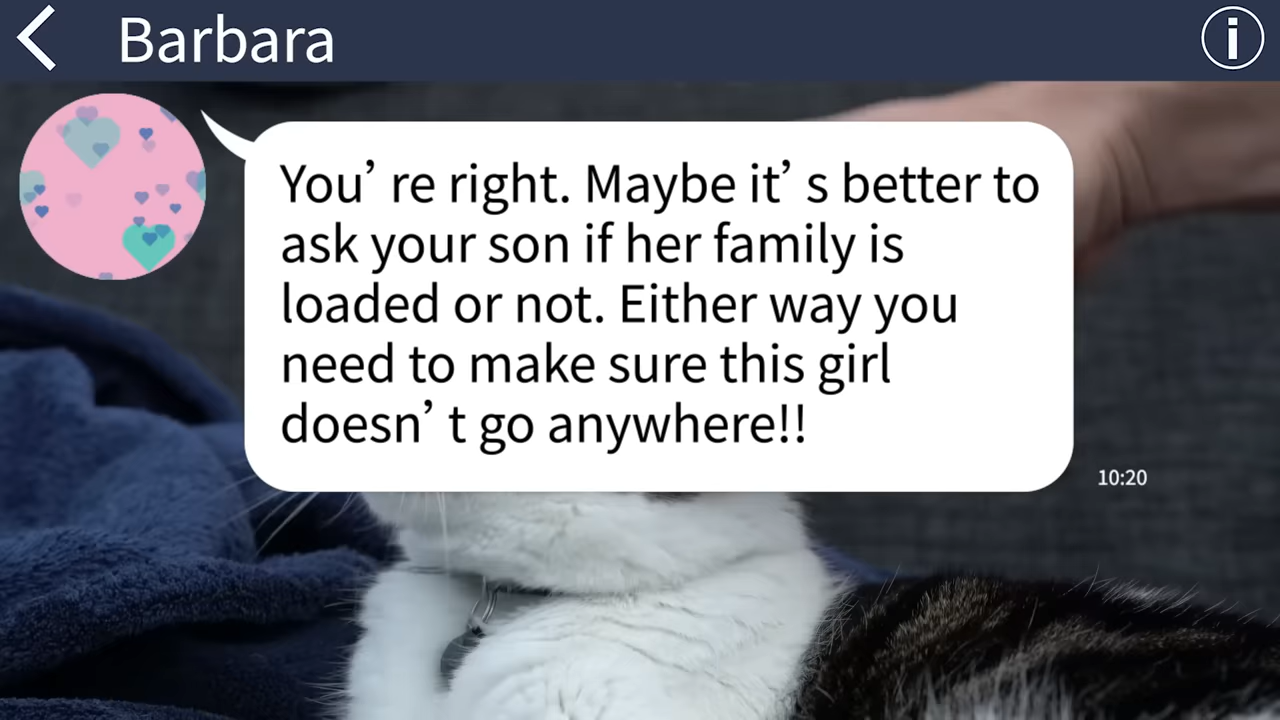 Barbara
You’re right. Maybe it’s better to
ask your son if her family is
loaded or not. Either way you
need to make sure this girl
doesn’t go anywhere!!
10:20